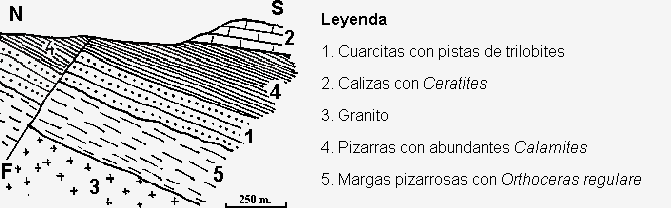 N
S
Leyenda
1. Cuarcitas con pistas de trilobites
2. Calizas con Ceratites
3. Granito
4. Pizarras con abundantes Calamites
5. Margas pizarrosas con Orthoceras regulare
4
2
4
1
5
F
3
250 m.